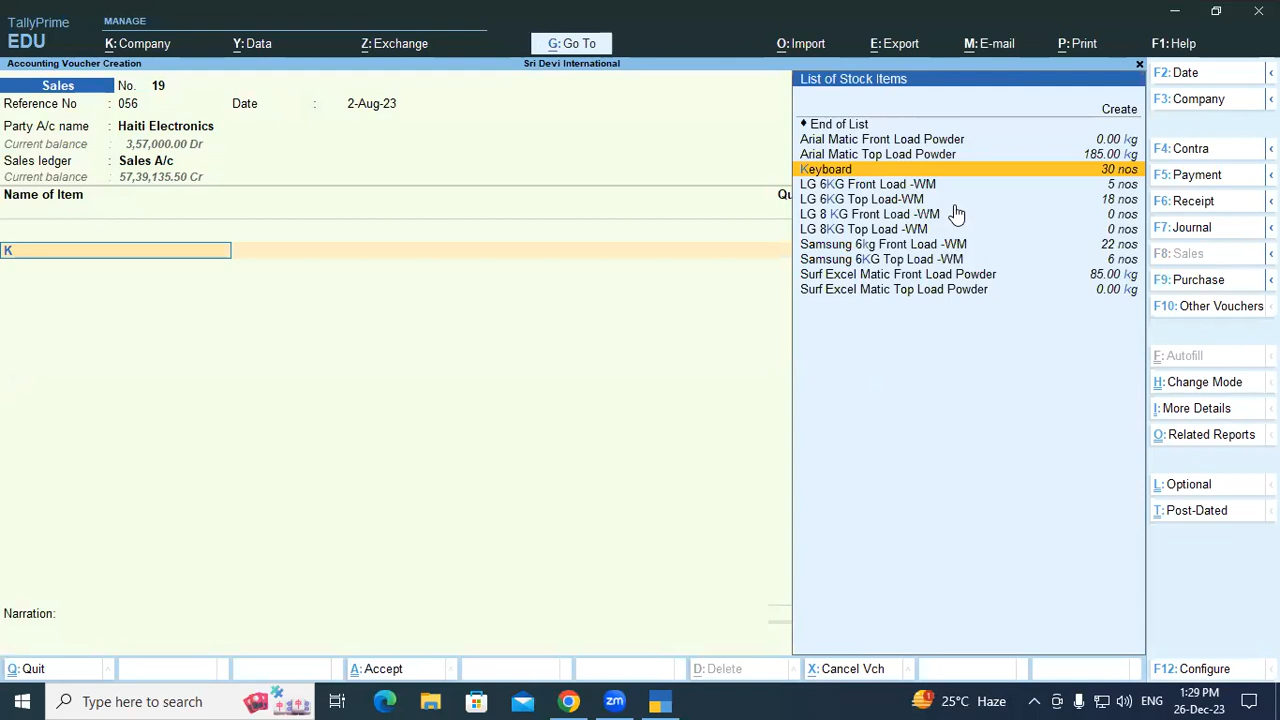 TallyPrime
EDU
MANAGE
K: Company
Y: Data
Z: Exchange
G: Go To
O: Import
E: Export
M: E-mail
P: Print
F1: Help
Accounting Voucher Creation
Sri Devi International
Sales No. 19
Reference No : 056 Date : 2-Aug-23
Party A/c name : Haiti Electronics
Current balance : 3,57,000.00 Dr
Sales ledger : Sales A/c
Current balance : 57,39,135.50 Cr
Name of Item
Qu
K
Narration:
List of Stock Items
Create
♦ End of List
Arial Matic Front Load Powder 0.00 kg
Arial Matic Top Load Powder 185.00 kg
Keyboard 30 nos
LG 6KG Front Load -WM 5 nos
LG 6KG Top Load-WM 18 nos
LG 8 KG Front Load -WM 0 nos
LG 8KG Top Load -WM 0 nos
Samsung 6kg Front Load -WM 22 nos
Samsung 6KG Top Load -WM 6 nos
Surf Excel Matic Front Load Powder 85.00 kg
Surf Excel Matic Top Load Powder 0.00 kg
F2: Date
F3: Company
F4: Contra
F5: Payment
F6: Receipt
F7: Journal
F8: Sales
F9: Purchase
F10: Other Vouchers
F: Autofill
H: Change Mode
I: More Details
O: Related Reports
L: Optional
T: Post-Dated
Q: Quit
A: Accept
D: Delete
X: Cancel Vch
F12: Configure
Type here to search
zm
25°C Haze
ENG
1:29 PM
26-Dec-23